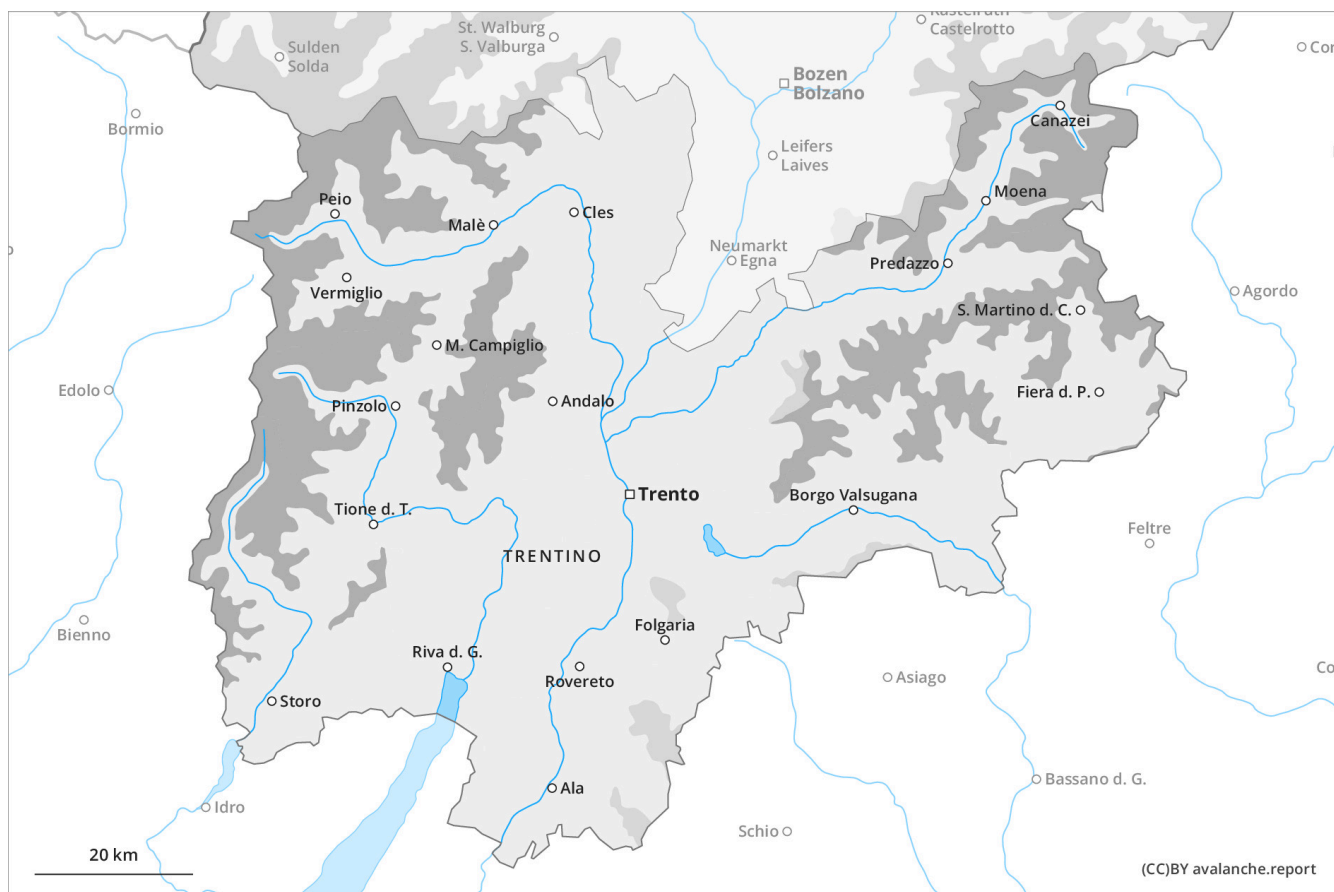 Kastelruth
Castelrotto
St. Walburg
S. Valburga
Sulden
Solda
Bozen
Bolzano
Bormio
Canazei
Leifers
Laives
Moena
Peio
Malè
Cles
Neumarkt
Egna
Predazzo
Vermiglio
Agordo
S. Martino d. C.
M. Campiglio
Edolo
Fiera d. P.
Pinzolo
Andalo
Trento
Borgo Valsugana
Tione d. T.
Feltre
TRENTINO
Bienno
Folgaria
Riva d. G.
Asiago
Rovereto
Storo
Bassano d. G.
Ala
Idro
Schio
20 km
(CC)BY avalanche.report